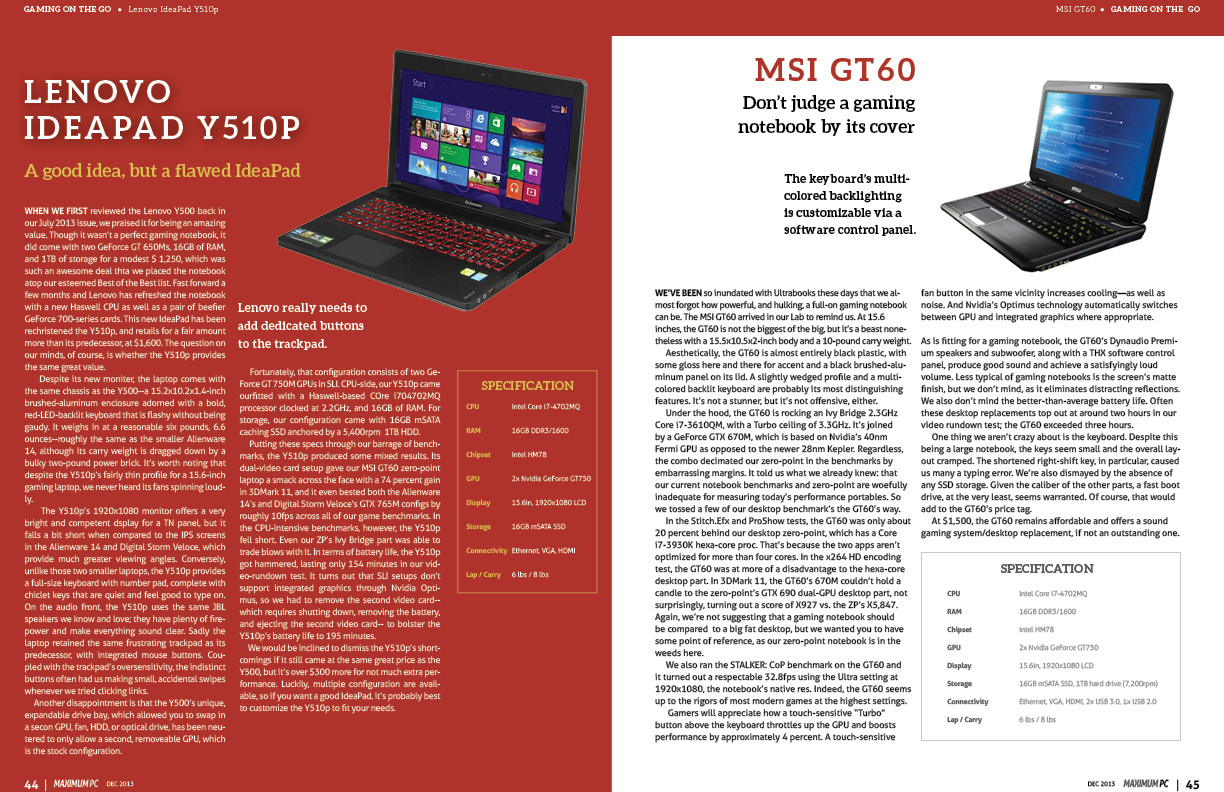 GAMING ON THE GO • Lenovo IdeaPad Y510p
LENOVO
IDEAPAD Y510P
A good idea, but a flawed IdeaPad
WHEN WE FIRST reviewed the Lenovo Y500 back in
our July 2013 issue, we praised it for being an amazing
value. Though it wasn't a perfect gaming notebook, it
did come with two GeForce GT 650Ms, 16GB of RAM,
and 1TB of storage for a modest $ 1,250, which was
such an awesome deal thta we placed the notebook
atop our esteemed Best of the Best list. Fast forward a
few months and Lenovo has refreshed the notebook
with a new Haswell CPU as well as a pair of beefier
GeForce 700-series cards. This new IdeaPad has been
rechristened the Y510p, and retails for a fair amount
more than its predecessor, at $1,600. The question on
our minds, of course, is whether the Y510p provides
the same great value.
Despite its new moniter, the laptop comes with
the same chassis as the Y500--a 15.2x10.2x1.4-inch
brushed-aluminum enclosure adorned with a bold,
red-LED-backlit keyboard that is flashy without being
gaudy. It weighs in at a reasonable six pounds, 6.6
ounces--roughly the same as the smaller Alienware
14, although its carry weight is dragged down by a
bulky two-pound power brick. It's worth noting that
despite the Y510p's fairly thin profile for a 15.6-inch
gaming laptop, we never heard its fans spinning loud-
ly.
The Y510p's 1920x1080 monitor offers a very
bright and competent dsplay for a TN panel, but it
falls a bit short when compared to the IPS screens
in the Alienware 14 and Digital Storm Veloce, which
provide much greater viewing angles. Conversely,
unlike those two smaller laptops, the Y510p provides
a full-size keyboard with number pad, complete with
chiclet keys that are quiet and feel good to type on.
On the audio front, the Y510p uses the same JBL
speakers we know and love; they have plenty of fire-
power and make everything sound clear. Sadly the
laptop retained the same frustrating trackpad as its
predecessor, with integrated mouse buttons. Cou-
pled with the trackpad's oversensitivity, the indistinct
buttons often had us making small, accidental swipes
whenever we tried clicking links.
Another disappointment is that the Y500's unique,
expandable drive bay, which allowed you to swap in
a secon GPU, fan, HDD, or optical drive, has been neu-
tered to only allow a second, removeable GPU, which
is the stock configuration.
Start
Lenovo really needs to
add dedicated buttons
to the trackpad.
Fortunately, that configuration consists of two Ge-
Force GT 750M GPUs in SLI. CPU-side, our Y510p came
ourfitted with a Haswell-based COre i704702MQ
processor clocked at 2.2GHz, and 16GB of RAM. For
storage, our configuration came with 16GB mSATA
caching SSD anchored by a 5,400rpm 1TB HDD.
Putting these specs through our barrage of bench-
marks, the Y510p produced some mixed results. Its
dual-video card setup gave our MSI GT60 zero-point
laptop a smack across the face with a 74 percent gain
in 3DMark 11, and it even bested both the Alienware
14's and Digital Storm Veloce's GTX 765M configs by
roughly 10fps across all of our game benchmarks. In
the CPU-intensive benchmarks, however, the Y510p
fell short. Even our ZP's Ivy Bridge part was able to
trade blows with it. In terms of battery life, the Y510p
got hammered, lasting only 154 minutes in our vid-
eo-rundown test. It turns out that SLI setups don't
support integrated graphics through Nvidia Opti-
mus, so we had to remove the second video card--
which requires shutting down, removing the battery,
and ejecting the second video card-- to bolster the
Y510p's battery life to 195 minutes.
We would be inclined to dismiss the Y510p's short-
comings if it still came at the same great price as the
Y500, but it's over $300 more for not much extra per-
formance. Luckily, multiple configuration are avail-
able, so if you want a good IdeaPad, it's probably best
to customize the Y510p to fit your needs.
SPECIFICATION
CPU Intel Core i7-4702MQ
RAM 16GB DDR3/1600
Chipset Intel HM78
GPU 2x Nvidia GeForce GT750
Display 15.6in, 1920x1080 LCD
Storage 16GB mSATA SSD
Connectivity Ethernet, VGA, HDMI
Lap / Carry 6 lbs / 8 lbs
44 | MAXIMUM PC DEC 2013
MSI GT60 • GAMING ON THE GO
MSI GT60
Don't judge a gaming
notebook by its cover
The keyboard's multi-
colored backlighting
is customizable via a
software control panel.
msi
WE'VE BEEN so inundated with Ultrabooks these days that we al-
most forgot how powerful, and hulking, a full-on gaming notebook
can be. The MSI GT60 arrived in our Lab to remind us. At 15.6
inches, the GT60 is not the biggest of the big, but it's a beast none-
theless with a 15.5x10.5x2-inch body and a 10-pound carry weight.
Aesthetically, the GT60 is almost entirely black plastic, with
some gloss here and there for accent and a black brushed-alu-
minum panel on its lid. A slightly wedged profile and a multi-
colored backlit keyboard are probably its most distinguishing
features. It's not a stunner, but it's not offensive, either.
Under the hood, the GT60 is rocking an Ivy Bridge 2.3GHz
Core i7-3610QM, with a Turbo ceiling of 3.3GHz. It's joined
by a GeForce GTX 670M, which is based on Nvidia's 40nm
Fermi GPU as opposed to the newer 28nm Kepler. Regardless,
the combo decimated our zero-point in the benchmarks by
embarrassing margins. It told us what we already knew: that
our current notebook benchmarks and zero-point are woefully
inadequate for measuring today's performance portables. So
we tossed a few of our desktop benchmark's the GT60's way.
In the Stitch.Efx and ProShow tests, the GT60 was only about
20 percent behind our desktop zero-point, which has a Core
i7-3930K hexa-core proc. That's because the two apps aren't
optimized for more than four cores. In the x264 HD encoding
test, the GT60 was at more of a disadvantage to the hexa-core
desktop part. In 3DMark 11, the GT60's 670M couldn't hold a
candle to the zero-point's GTX 690 dual-GPU desktop part, not
surprisingly, turning out a score of X927 vs. the ZP's X5,847.
Again, we're not suggesting that a gaming notebook should
be compared to a big fat desktop, but we wanted you to have
some point of reference, as our zero-point notebook is in the
weeds here.
We also ran the STALKER: CoP benchmark on the GT60 and
it turned out a respectable 32.8fps using the Ultra setting at
1920x1080, the notebook's native res. Indeed, the GT60 seems
up to the rigors of most modern games at the highest settings.
Gamers will appreciate how a touch-sensitive "Turbo"
button above the keyboard throttles up the GPU and boosts
performance by approximately 4 percent. A touch-sensitive
fan button in the same vicinity increases cooling—as well as
noise. And Nvidia's Optimus technology automatically switches
between GPU and integrated graphics where appropriate.
As is fitting for a gaming notebook, the GT60's Dynaudio Premi-
um speakers and subwoofer, along with a THX software control
panel, produce good sound and achieve a satisfyingly loud
volume. Less typical of gaming notebooks is the screen's matte
finish, but we don't mind, as it eliminates distracting reflections.
We also don't mind the better-than-average battery life. Often
these desktop replacements top out at around two hours in our
video rundown test; the GT60 exceeded three hours.
One thing we aren't crazy about is the keyboard. Despite this
being a large notebook, the keys seem small and the overall lay-
out cramped. The shortened right-shift key, in particular, caused
us many a typing error. We're also dismayed by the absence of
any SSD storage. Given the caliber of the other parts, a fast boot
drive, at the very least, seems warranted. Of course, that would
add to the GT60's price tag.
At $1,500, the GT60 remains affordable and offers a sound
gaming system/desktop replacement, if not an outstanding one.
SPECIFICATION
CPU Intel Core i7-4702MQ
RAM 16GB DDR3/1600
Chipset Intel HM78
GPU 2x Nvidia GeForce GT750
Display 15.6in, 1920x1080 LCD
Storage 16GB mSATA SSD, 1TB hard drive (7,200rpm)
Connectivity Ethernet, VGA, HDMI, 2x USB 3.0, 1x USB 2.0
Lap / Carry 6 lbs / 8 lbs
DEC 2013 MAXIMUM PC | 45